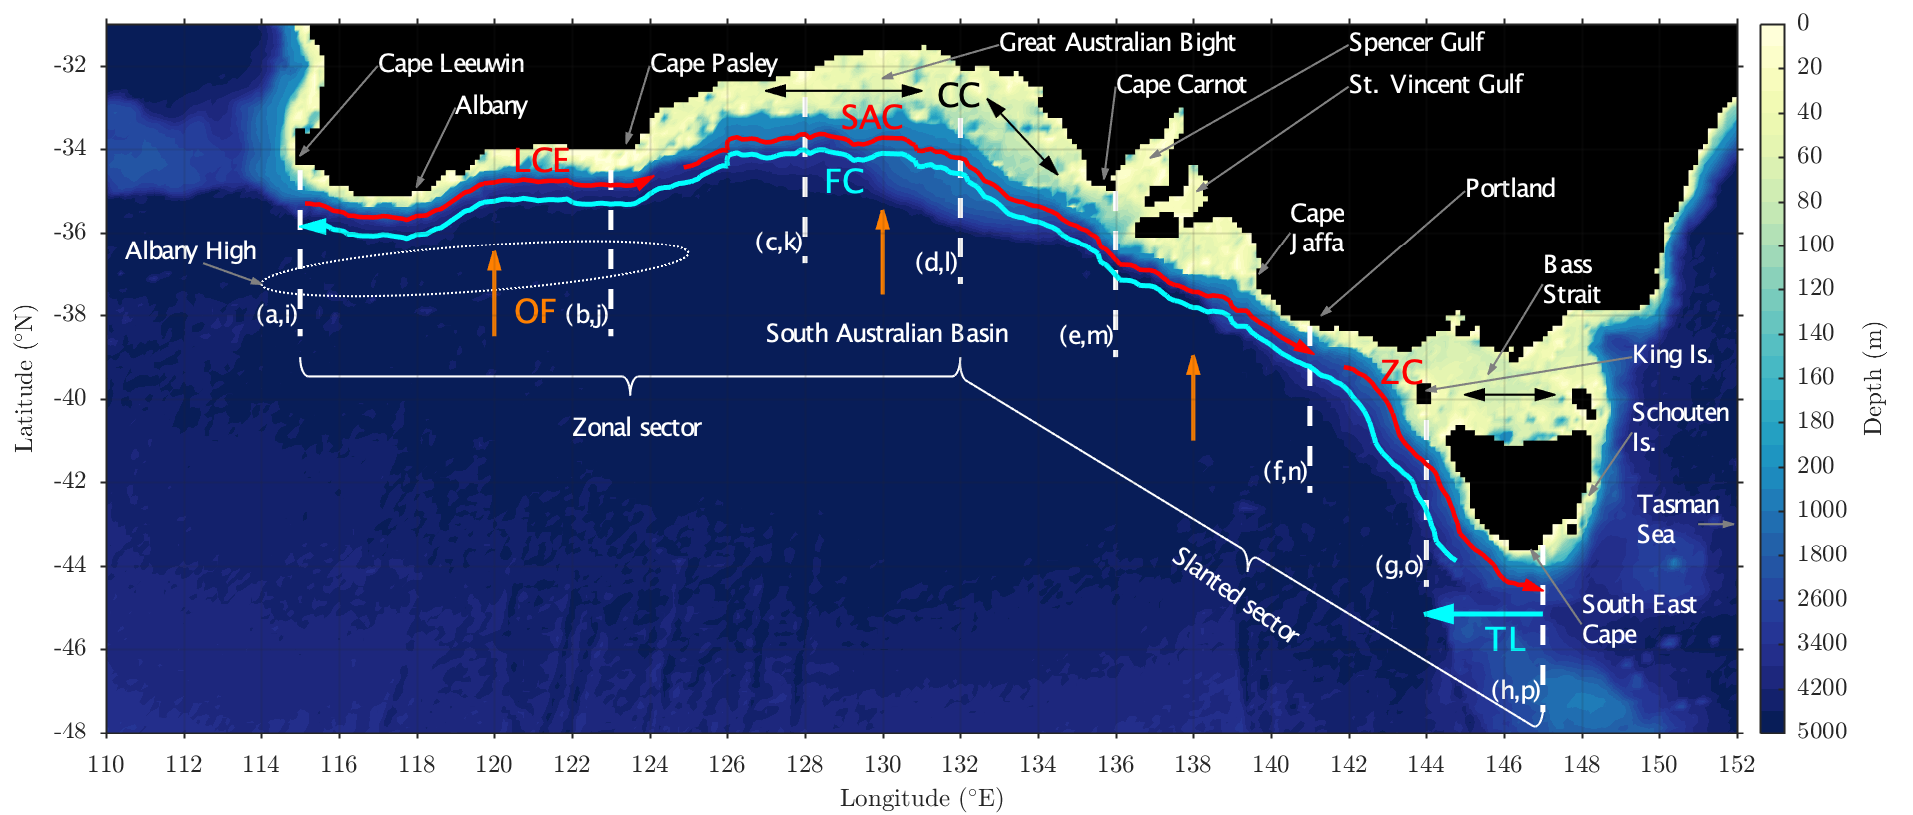 Great Australian Bight
Spencer Gulf
Cape Leeuwin
Cape Pasley
Cape Carnot
St. Vincent Gulf
Albany
CC
SAC
LCE
FC
Portland
Cape
Jaffa
Albany High
(c,k)
(d,l)
Bass
Strait
(a,i)
OF
(b,j)
South Australian Basin
(e,m)
King Is.
ZC
Zonal sector
Schouten
Is.
(f,n)
Tasman
Sea
(g,o)
Slanted sector
South East
Cape
TL
(h,p)
-32
-34
-36
-38
-40
-42
-44
-46
-48
Latitude (°N)
110 112 114 116 118 120 122 124 126 128 130 132 134 136 138 140 142 144 146 148 150 152
Longitude (°E)
0
20
40
60
80
100
120
140
160
180
200
1000
1800
2600
3400
4200
5000
Depth (m)